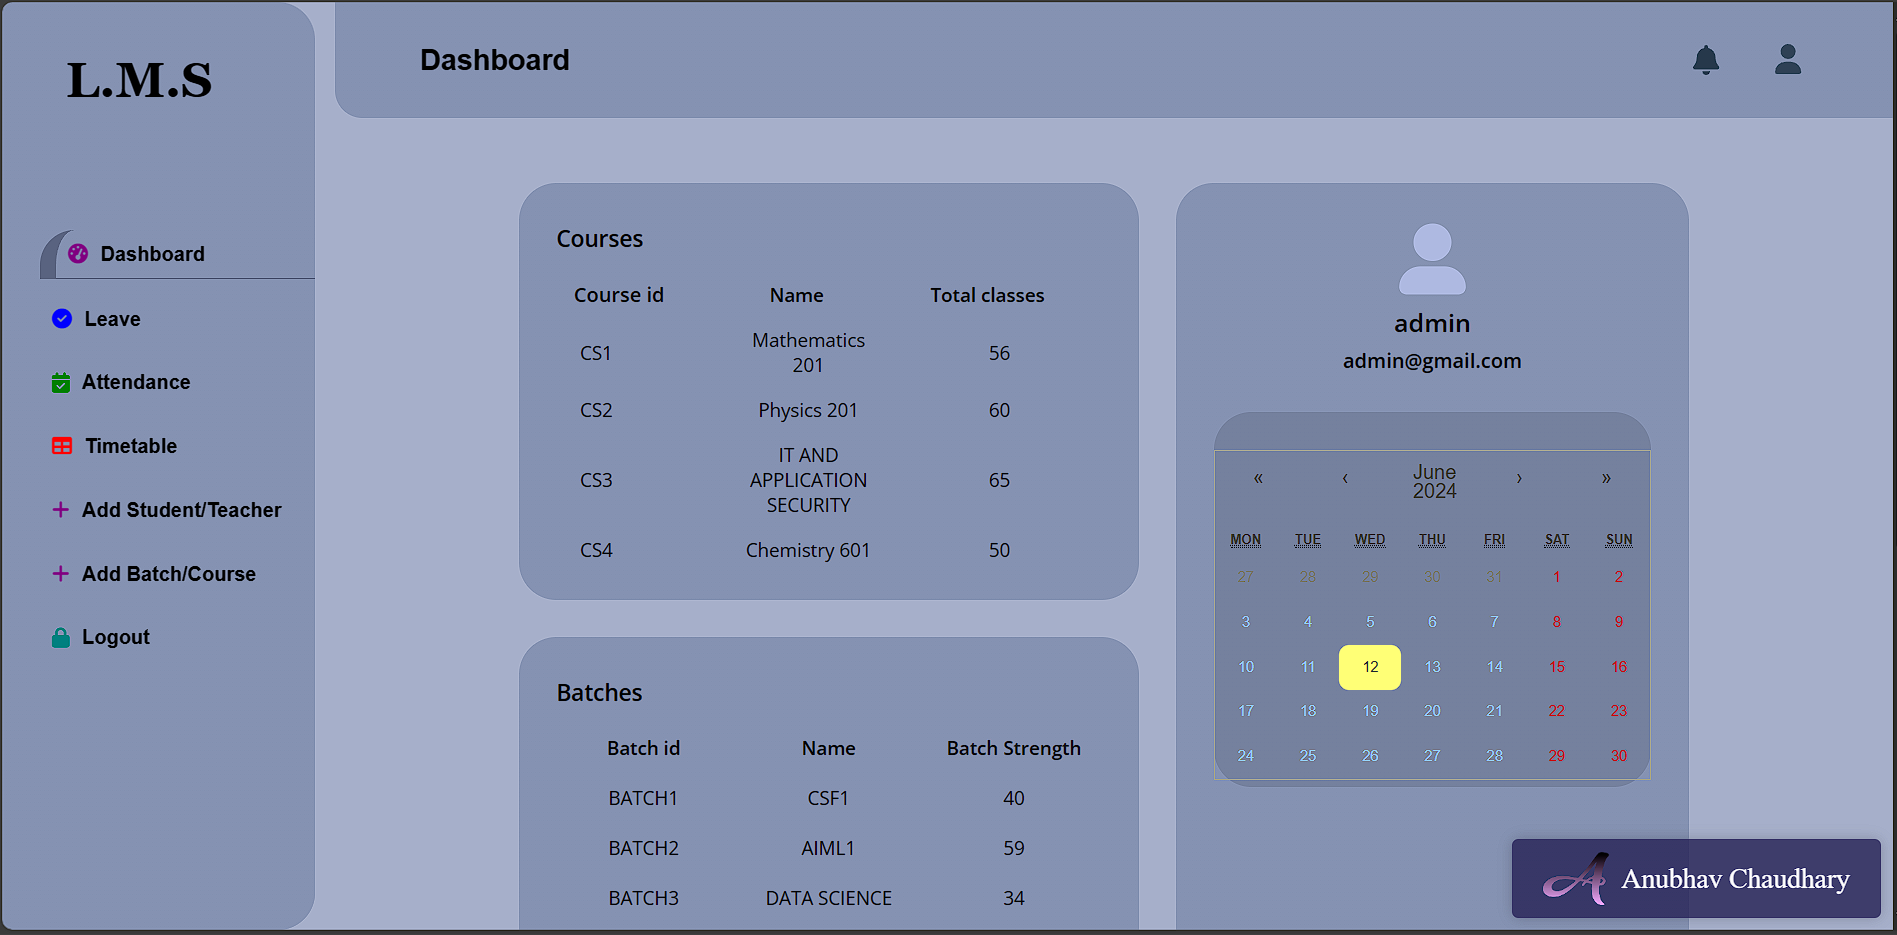 L.M.S
Dashboard
Dashboard
Leave
Attendance
Timetable
Add Student/Teacher
Add Batch/Course
Logout
Courses
Course id Name Total classes
CS1 Mathematics 201 56
CS2 Physics 201 60
CS3 IT AND APPLICATION SECURITY 65
CS4 Chemistry 601 50
Batches
Batch id Name Batch Strength
BATCH1 CSF1 40
BATCH2 AIML1 59
BATCH3 DATA SCIENCE 34
admin
admin@gmail.com
« ‹ June 2024 › »
MON TUE WED THU FRI SAT SUN
27 28 29 30 31 1 2
3 4 5 6 7 8 9
10 11 12 13 14 15 16
17 18 19 20 21 22 23
24 25 26 27 28 29 30
A Anubhav Chaudhary